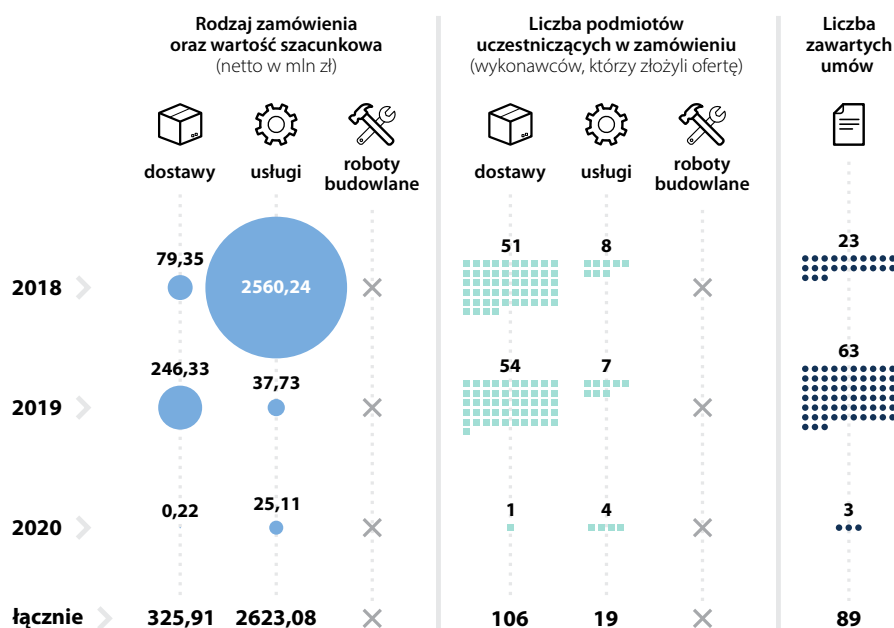 Rodzaj zamówienia
oraz wartość szacunkowa
(netto w mln zł)
Liczba podmiotów
uczestniczących w zamówieniu
(wykonawców, którzy złożyli ofertę)
Liczba
zawartych
umów
dostawy
usługi
roboty
budowlane
dostawy
usługi
roboty
budowlane
2018
79,35
2560,24
51
8
23
2019
246,33
37,73
54
7
63
2020
0,22
25,11
1
4
3
łącznie
325,91
2623,08
106
19
89